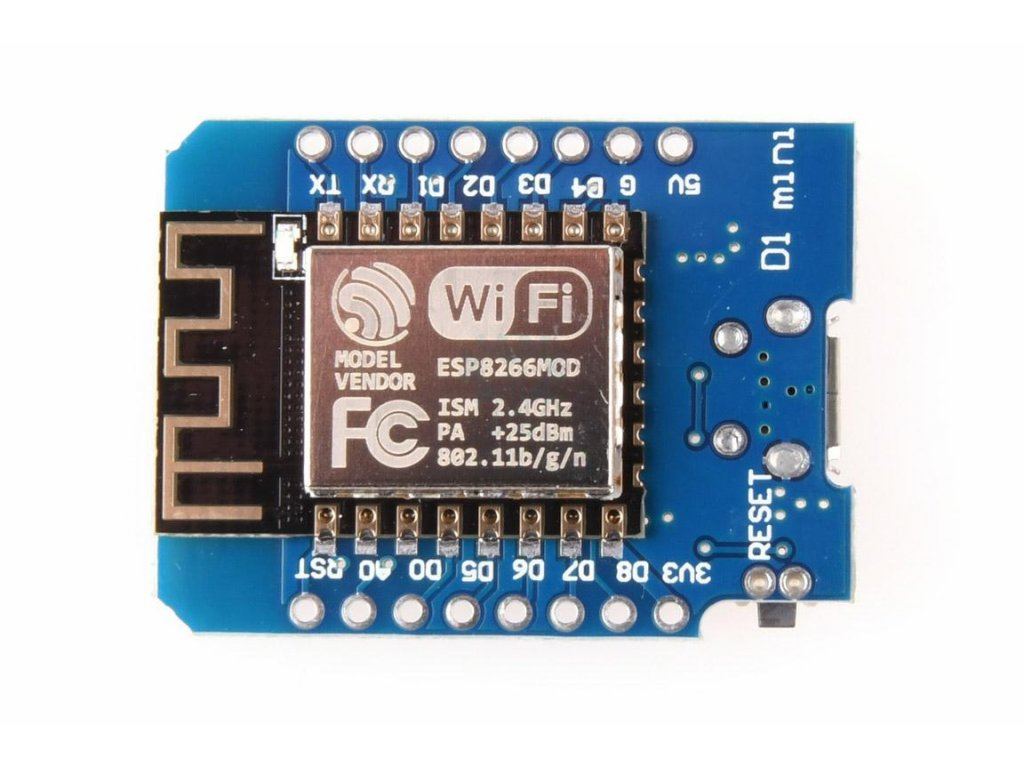 TX RX D1 D2 D3 D4 G 5V
D1 mini
WiFi
MODEL
VENDOR
ESP8266MOD
FC
ISM 2.4GHz
PA +25dBm
802.11b/g/n
RESET
RST A0 D0 D5 D6 D7 D8 3V3